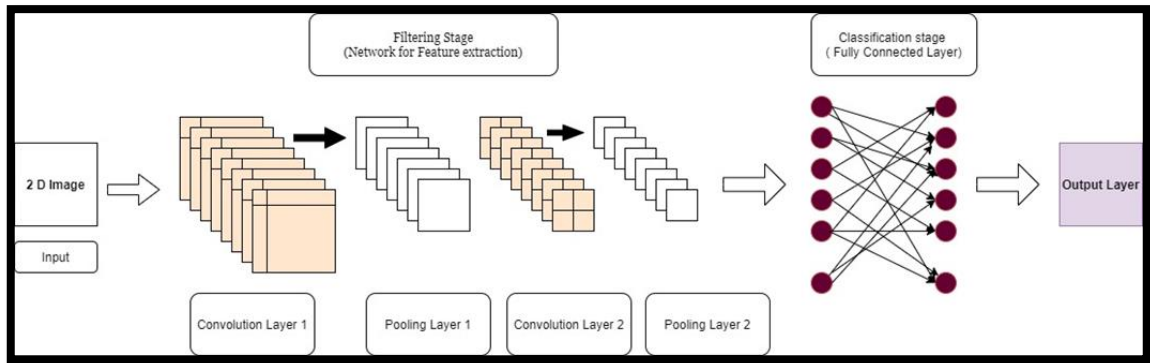 Filtering Stage
(Network for Feature extraction)
Classification stage
( Fully Connected Layer)
2 D Image
Input
Output Layer
Convolution Layer 1
Pooling Layer 1
Convolution Layer 2
Pooling Layer 2